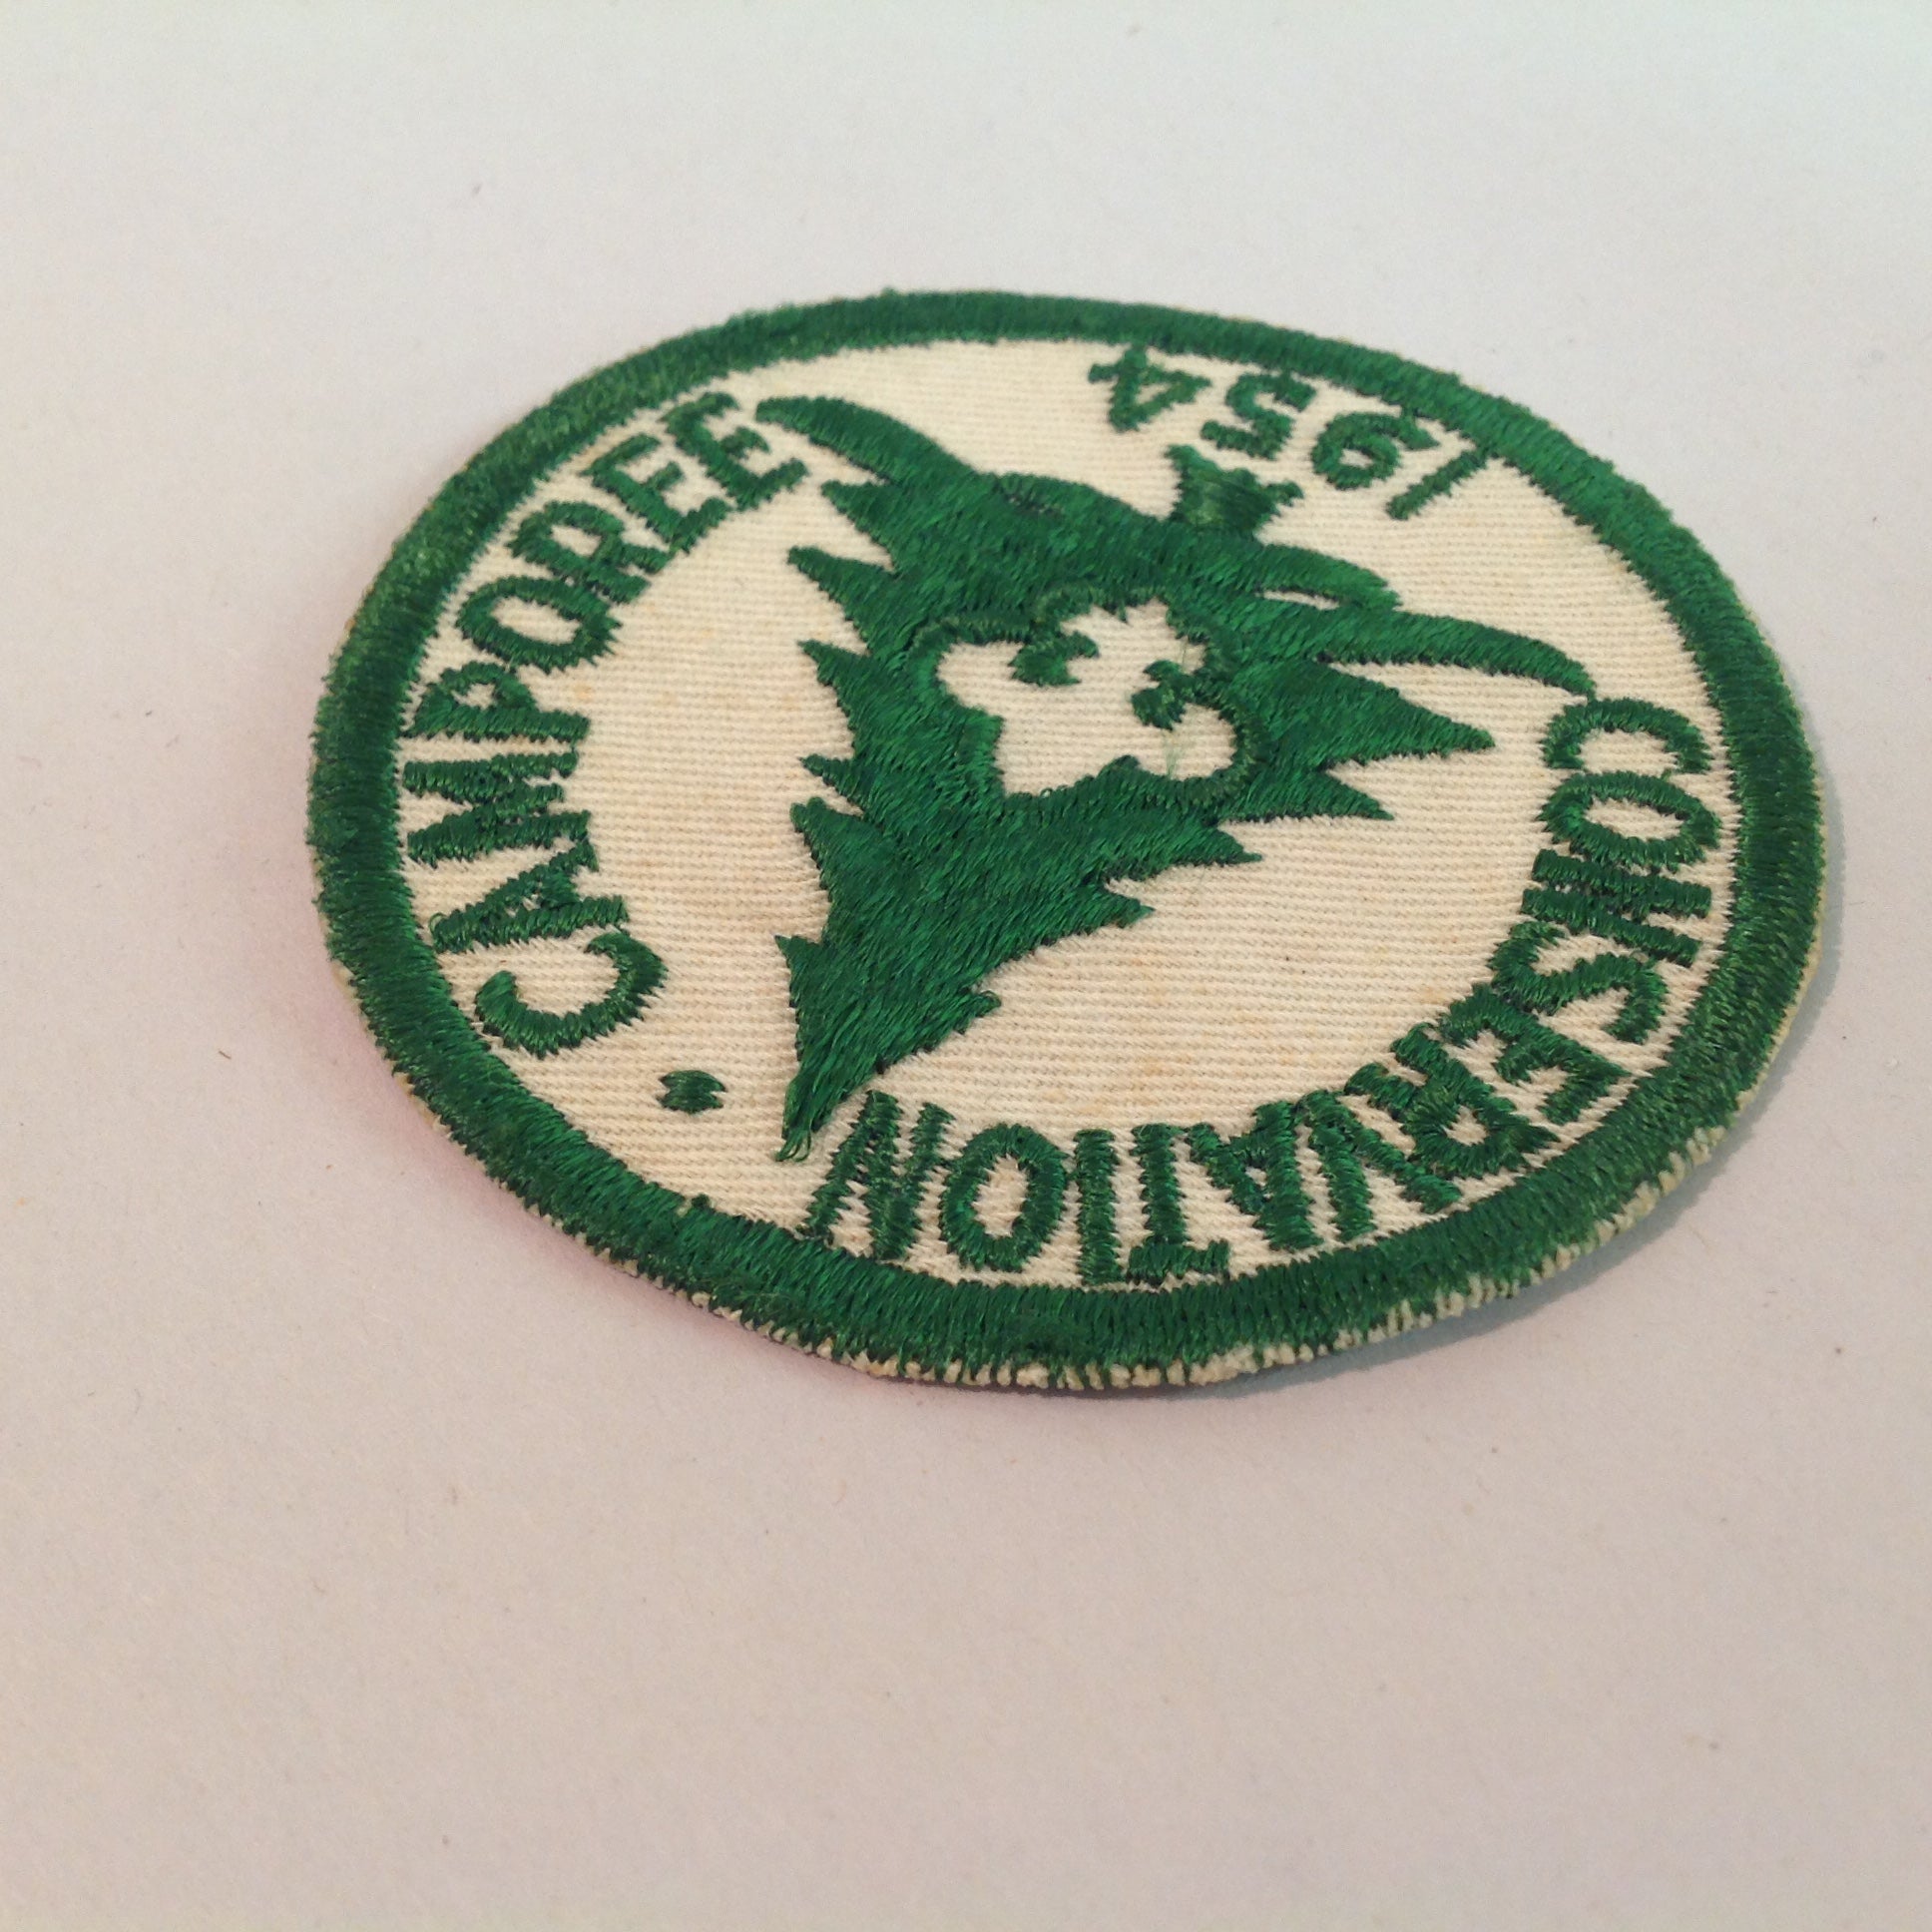 CONSERVATION • CAMPOREE
1954